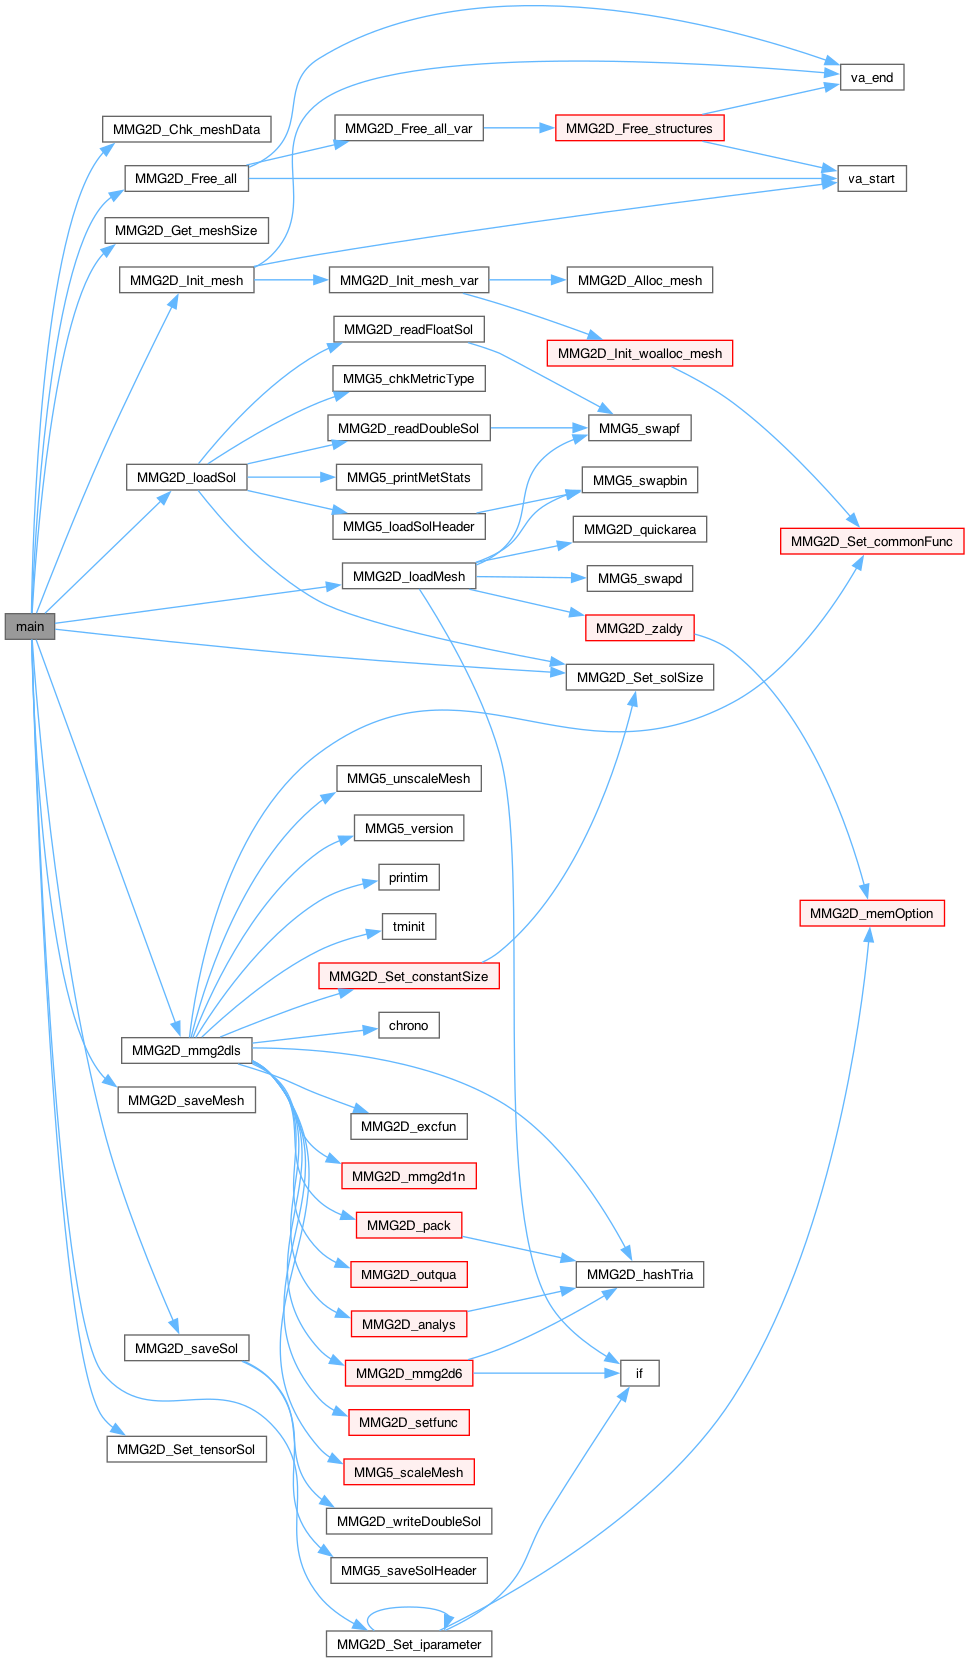 va_end
MMG2D_Chk_meshData
MMG2D_Free_all_var
MMG2D_Free_structures
MMG2D_Free_all
va_start
MMG2D_Get_meshSize
MMG2D_Init_mesh
MMG2D_Init_mesh_var
MMG2D_Alloc_mesh
MMG2D_readFloatSol
MMG2D_Init_woalloc_mesh
MMG5_chkMetricType
MMG2D_readDoubleSol
MMG5_swapf
MMG2D_loadSol
MMG5_printMetStats
MMG5_swapbin
MMG5_loadSolHeader
MMG2D_quickarea
MMG2D_Set_commonFunc
MMG2D_loadMesh
MMG5_swapd
main
MMG2D_zaldy
MMG2D_Set_solSize
MMG5_unscaleMesh
MMG5_version
printim
MMG2D_memOption
tminit
MMG2D_Set_constantSize
chrono
MMG2D_mmg2dls
MMG2D_saveMesh
MMG2D_excfun
MMG2D_mmg2d1n
MMG2D_pack
MMG2D_outqua
MMG2D_hashTria
MMG2D_analys
MMG2D_saveSol
MMG2D_mmg2d6
if
MMG2D_setfunc
MMG2D_Set_tensorSol
MMG5_scaleMesh
MMG2D_writeDoubleSol
MMG5_saveSolHeader
MMG2D_Set_iparameter